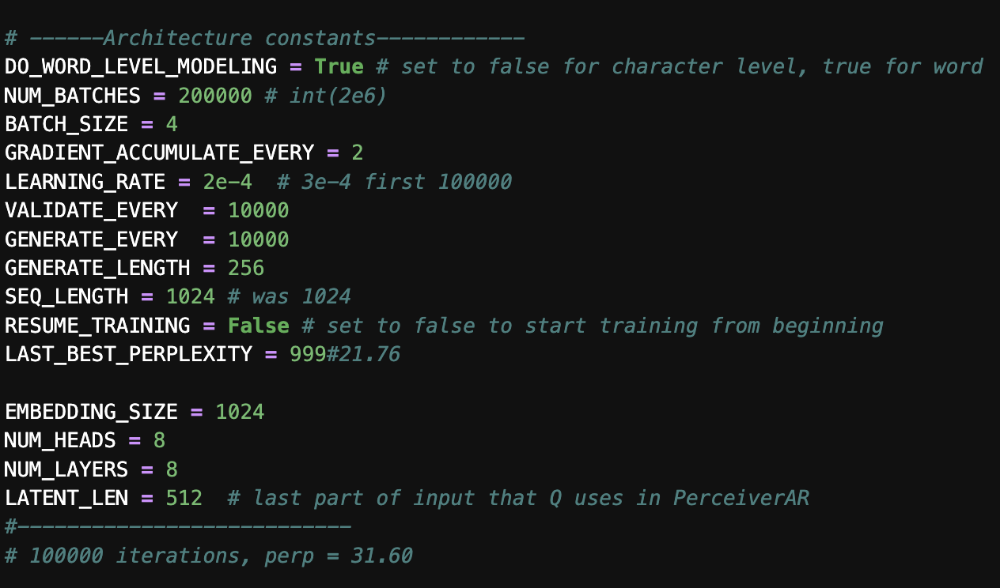 # ------Architecture constants------------
DO_WORD_LEVEL_MODELING = True # set to false for character level, true for word
NUM_BATCHES = 200000 # int(2e6)
BATCH_SIZE = 4
GRADIENT_ACCUMULATE_EVERY = 2
LEARNING_RATE = 2e-4  # 3e-4 first 100000
VALIDATE_EVERY  = 10000
GENERATE_EVERY  = 10000
GENERATE_LENGTH = 256
SEQ_LENGTH = 1024 # was 1024
RESUME_TRAINING = False # set to false to start training from beginning
LAST_BEST_PERPLEXITY = 999#21.76
EMBEDDING_SIZE = 1024
NUM_HEADS = 8
NUM_LAYERS = 8
LATENT_LEN = 512  # last part of input that Q uses in PerceiverAR
#---------------------------
# 100000 iterations, perp = 31.60